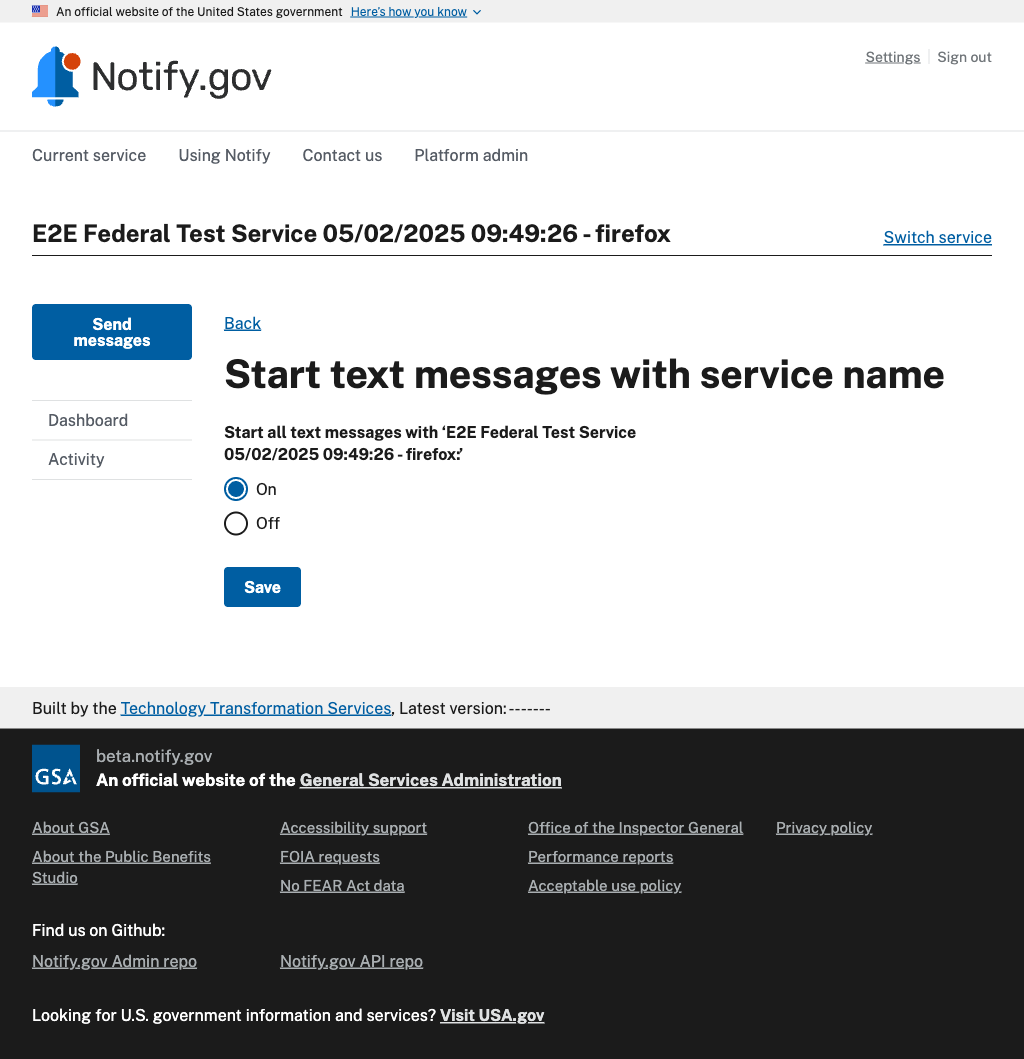 An official website of the United States government Here's how you know
Notify.gov
Settings Sign out
Current service Using Notify Contact us Platform admin
E2E Federal Test Service 05/02/2025 09:49:26 - firefox
Switch service
Send
messages
Dashboard
Activity
Back
Start text messages with service name
Start all text messages with ‘E2E Federal Test Service
05/02/2025 09:49:26 - firefox:’
On
Off
Save
Built by the Technology Transformation Services, Latest version: -------
GSA
beta.notify.gov
An official website of the General Services Administration
About GSA
About the Public Benefits
Studio
Accessibility support
FOIA requests
No FEAR Act data
Office of the Inspector General
Performance reports
Acceptable use policy
Privacy policy
Find us on Github:
Notify.gov Admin repo
Notify.gov API repo
Looking for U.S. government information and services? Visit USA.gov